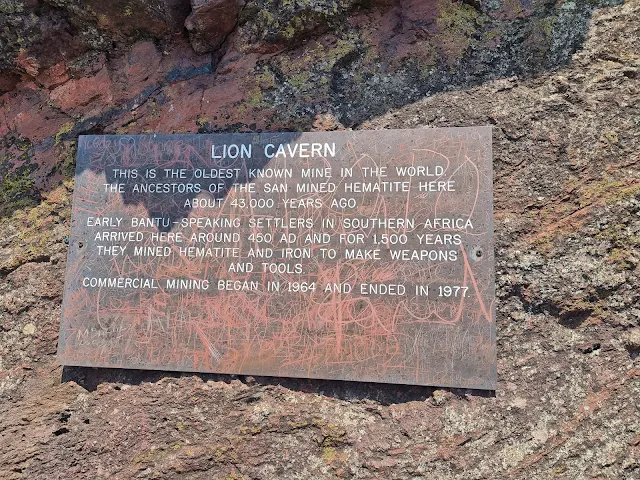 LION CAVERN
THIS IS THE OLDEST KNOWN MINE IN THE WORLD
THE ANCESTORS OF THE SAN MINED HEMATITE HERE
ABOUT 43,000 YEARS AGO
EARLY BANTU-SPEAKING SETTLERS IN SOUTHERN AFRICA
ARRIVED HERE AROUND 450 AD AND FOR 1,500 YEARS
THEY MINED HEMATITE AND IRON TO MAKE WEAPONS
AND TOOLS.
COMMERCIAL MINING BEGAN IN 1964 AND ENDED IN 1977.